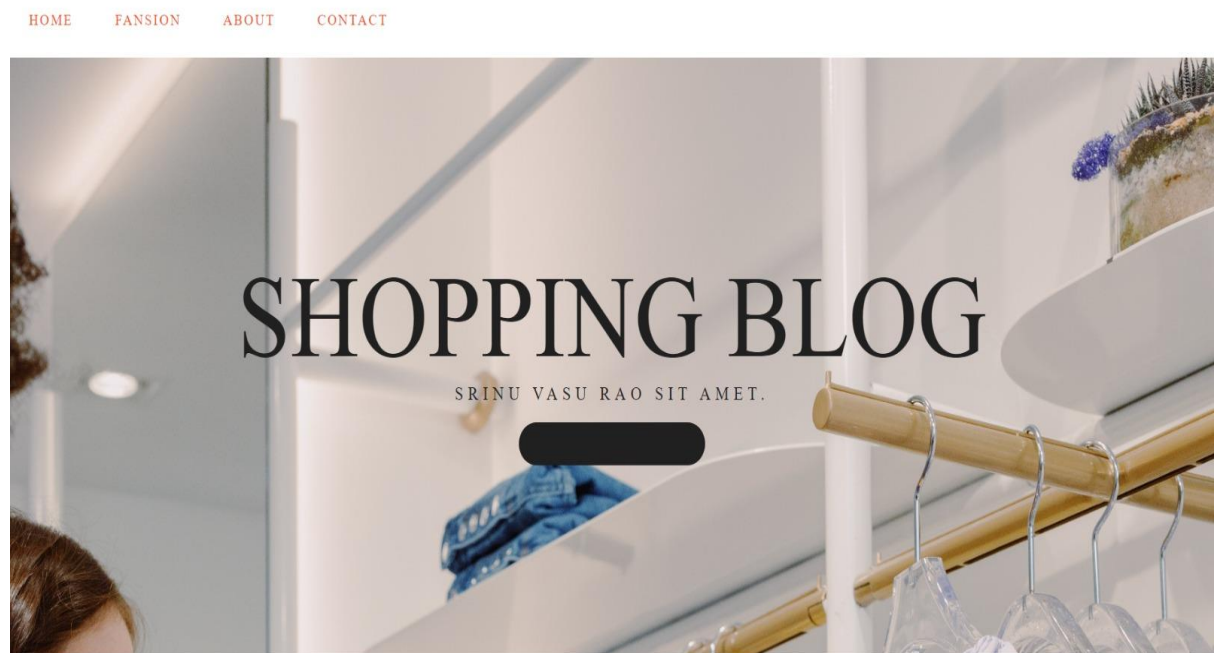 HOME FANSION ABOUT CONTACT
SHOPPING BLOG
SRINU VASU RAO SIT AMET.